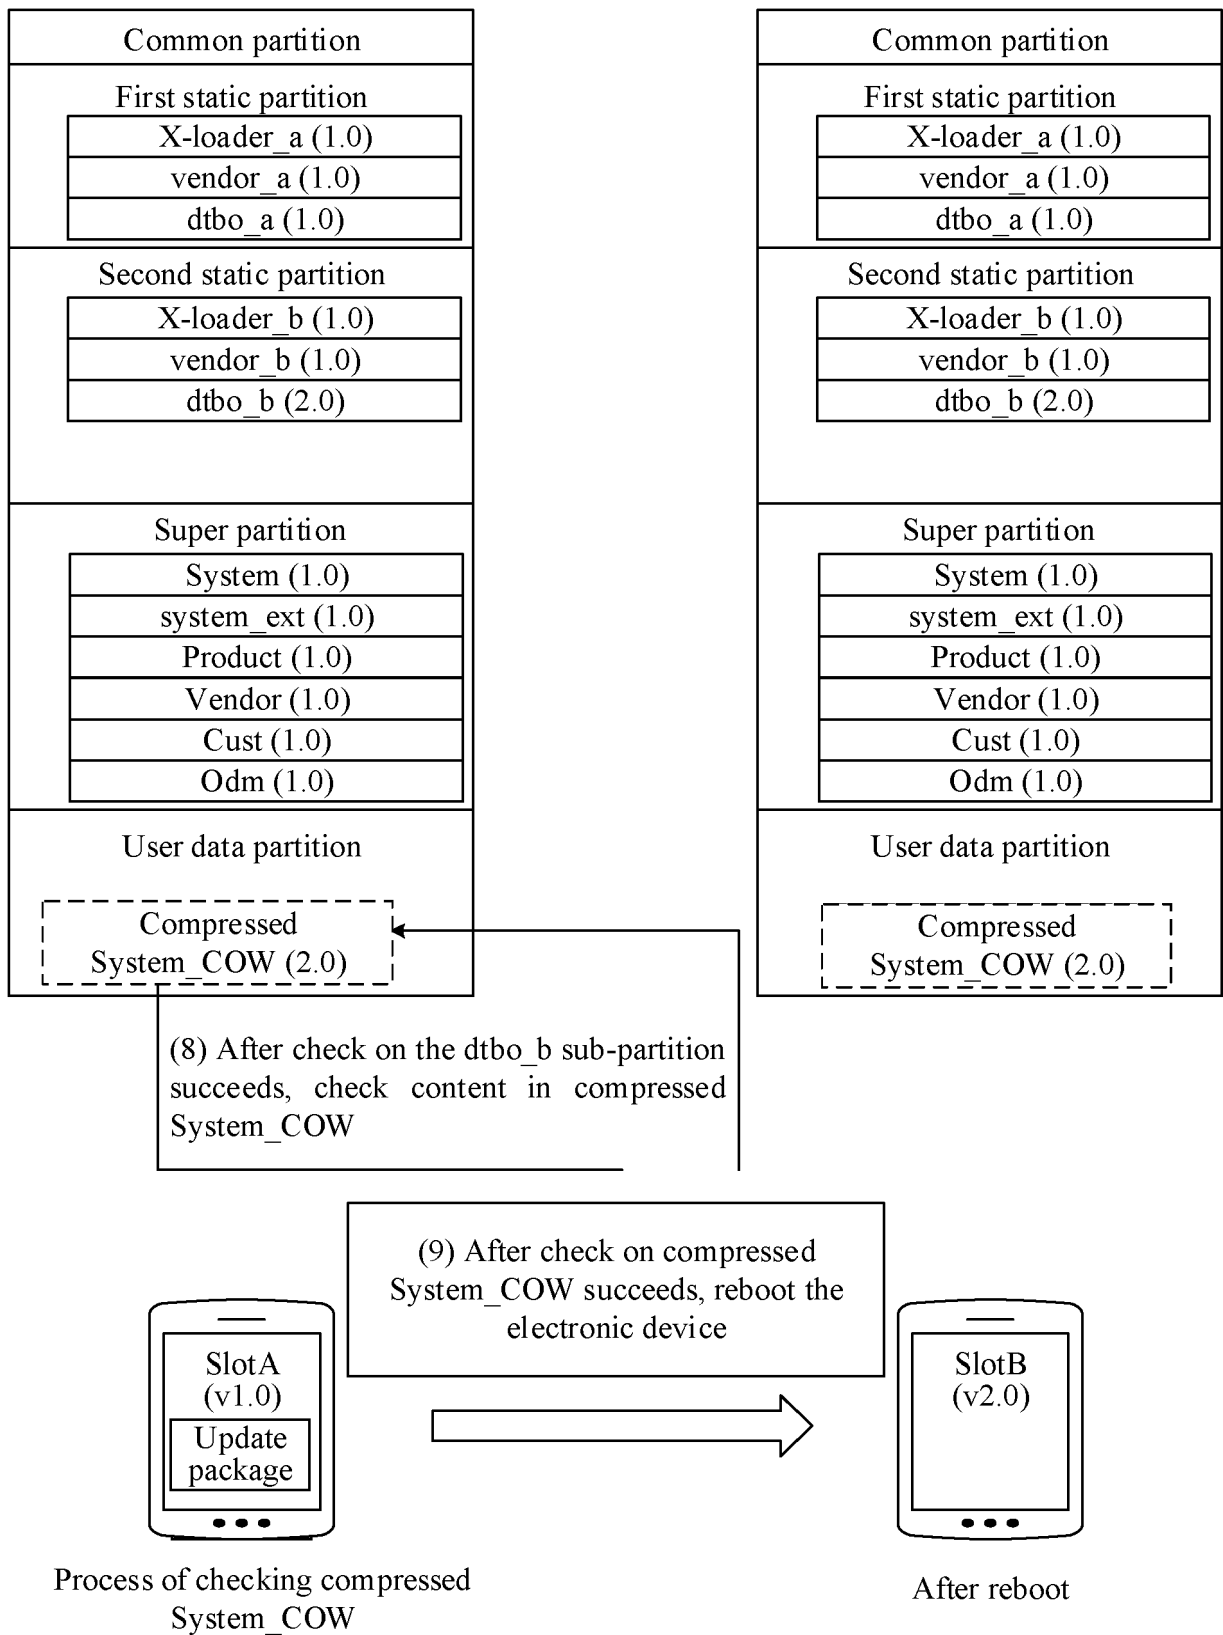 Common partition
First static partition
X-loader_a (1.0)
vendor_a (1.0)
dtbo_a (1.0)
Second static partition
X-loader_b (1.0)
vendor_b (1.0)
dtbo_b (2.0)
Super partition
System (1.0)
system_ext (1.0)
Product (1.0)
Vendor (1.0)
Cust (1.0)
Odm (1.0)
User data partition
Compressed
System_COW (2.0)
Common partition
First static partition
X-loader_a (1.0)
vendor_a (1.0)
dtbo_a (1.0)
Second static partition
X-loader_b (1.0)
vendor_b (1.0)
dtbo_b (2.0)
Super partition
System (1.0)
system_ext (1.0)
Product (1.0)
Vendor (1.0)
Cust (1.0)
Odm (1.0)
User data partition
Compressed
System_COW (2.0)
(8) After check on the dtbo_b sub-partition
succeeds, check content in compressed
System_COW
(9) After check on compressed
System_COW succeeds, reboot the
electronic device
SlotA
(v1.0)
Update
package
Process of checking compressed
System_COW
SlotB
(v2.0)
After reboot